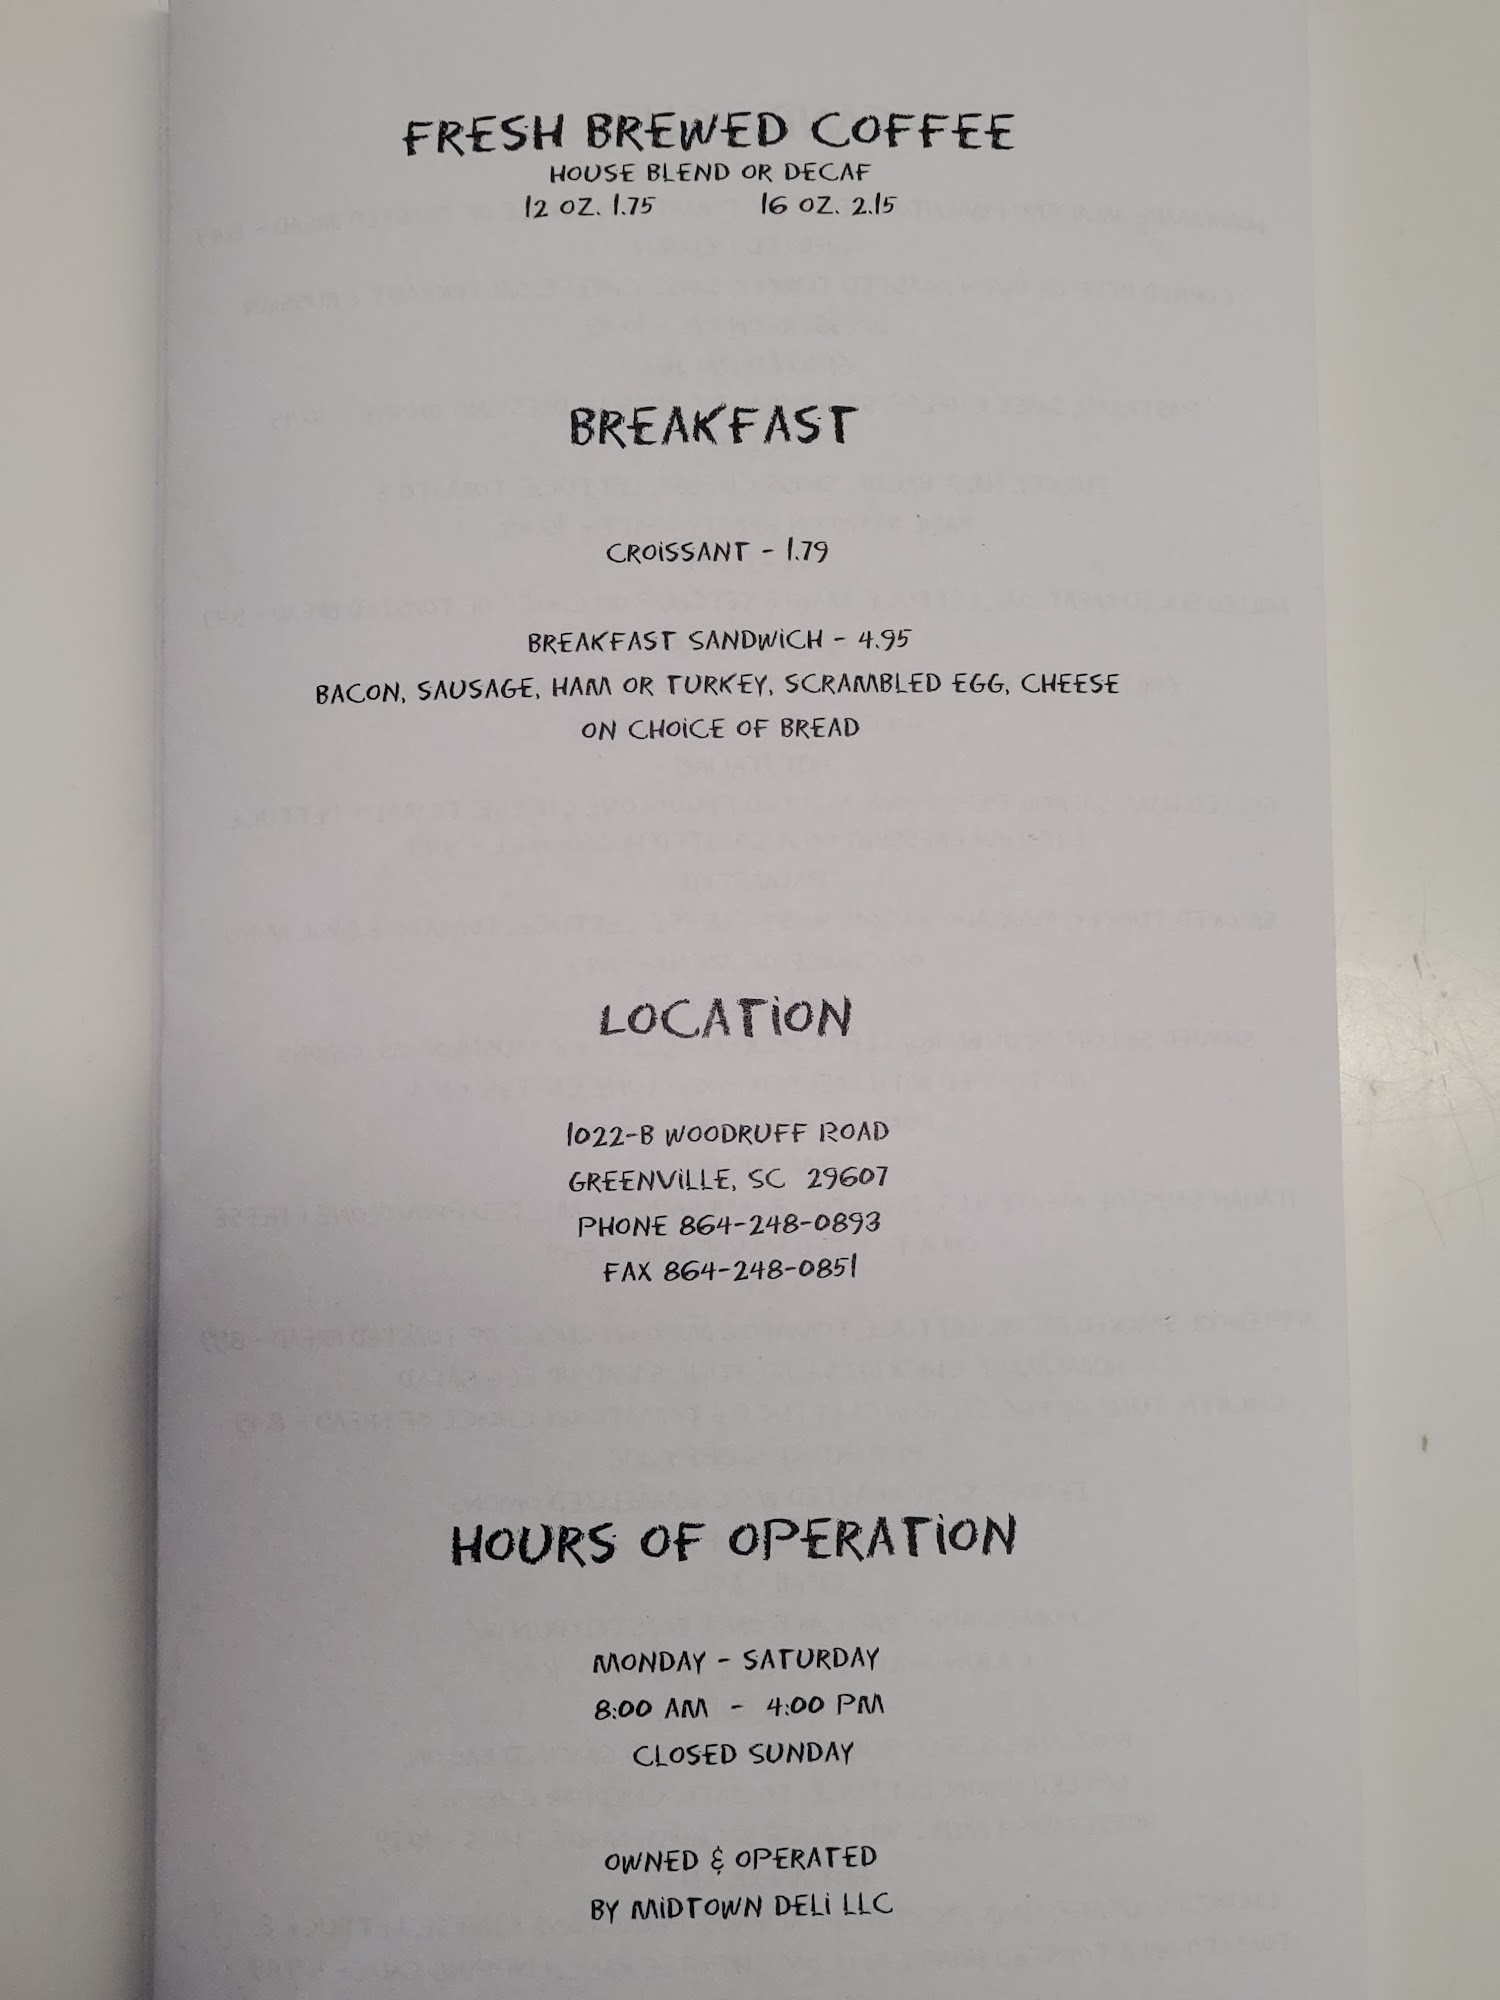 FRESH BREWED COFFEE
HOUSE BLEND OR DECAF
12 OZ. 1.75 16 OZ. 2.15
BREAKFAST
CROISSANT - 1.79
BREAKFAST SANDWICH - 4.95
BACON, SAUSAGE, HAM OR TURKEY, SCRAMBLED EGG, CHEESE
ON CHOICE OF BREAD
LOCATION
1022-B WOODRUFF ROAD
GREENVILLE, SC 29607
PHONE 864-248-0893
FAX 864-248-0851
HOURS OF OPERATION
MONDAY - SATURDAY
8:00 AM - 4:00 PM
CLOSED SUNDAY
OWNED & OPERATED
BY MIDTOWN DELI LLC